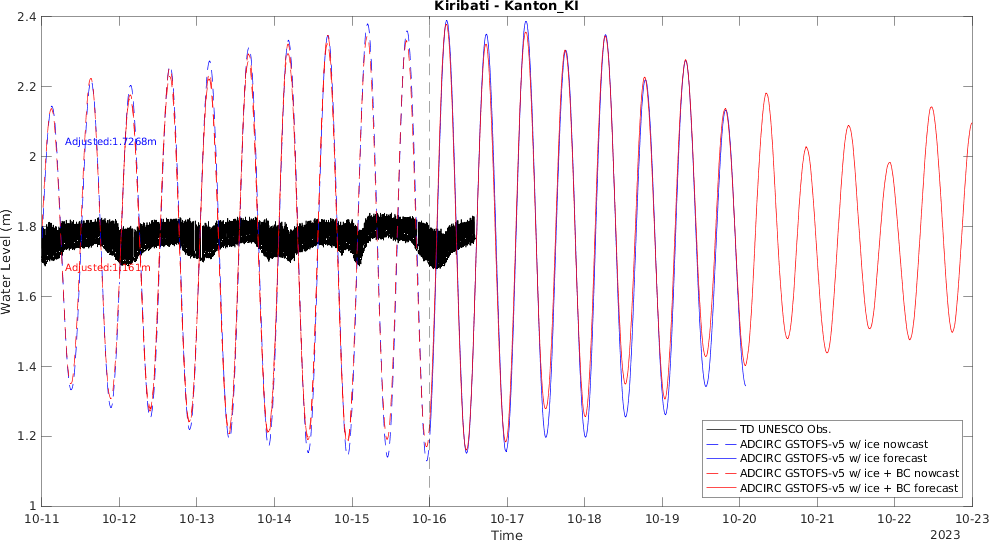 Kiribati - Kanton_KI
Water Level (m)
2.4
2.2
2
1.8
1.6
1.4
1.2
1
Adjusted:1.7268m
Adjusted:1.161m
TD UNESCO Obs.
ADCIRC GSTOFS-v5 w/ ice nowcast
ADCIRC GSTOFS-v5 w/ ice forecast
ADCIRC GSTOFS-v5 w/ ice + BC nowcast
ADCIRC GSTOFS-v5 w/ ice + BC forecast
10-11 10-12 10-13 10-14 10-15 10-16 10-17 10-18 10-19 10-20 10-21 10-22 10-23
Time
2023